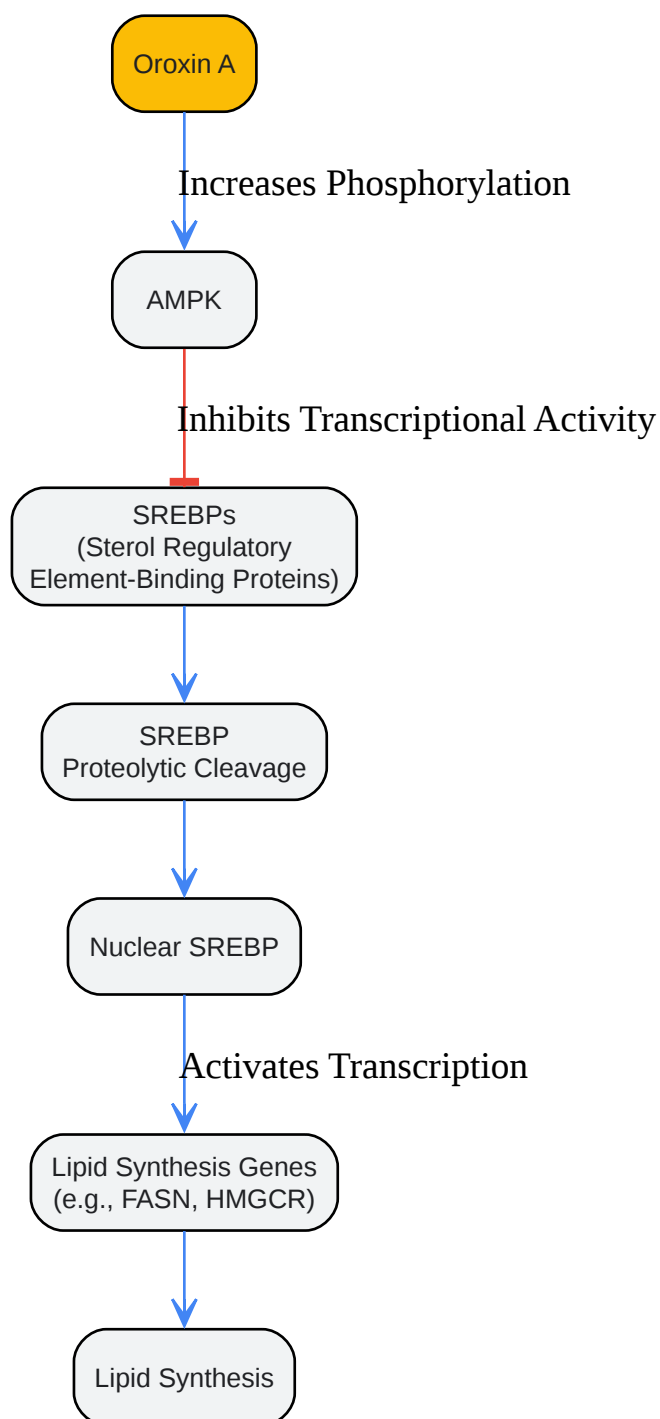 Oroxin A
Increases Phosphorylation
AMPK
Inhibits Transcriptional Activity
SREBPs
(Sterol Regulatory
Element-Binding Proteins)
SREBP
Proteolytic Cleavage
Nuclear SREBP
Activates Transcription
Lipid Synthesis Genes
(e.g., FASN, HMGCR)
Lipid Synthesis